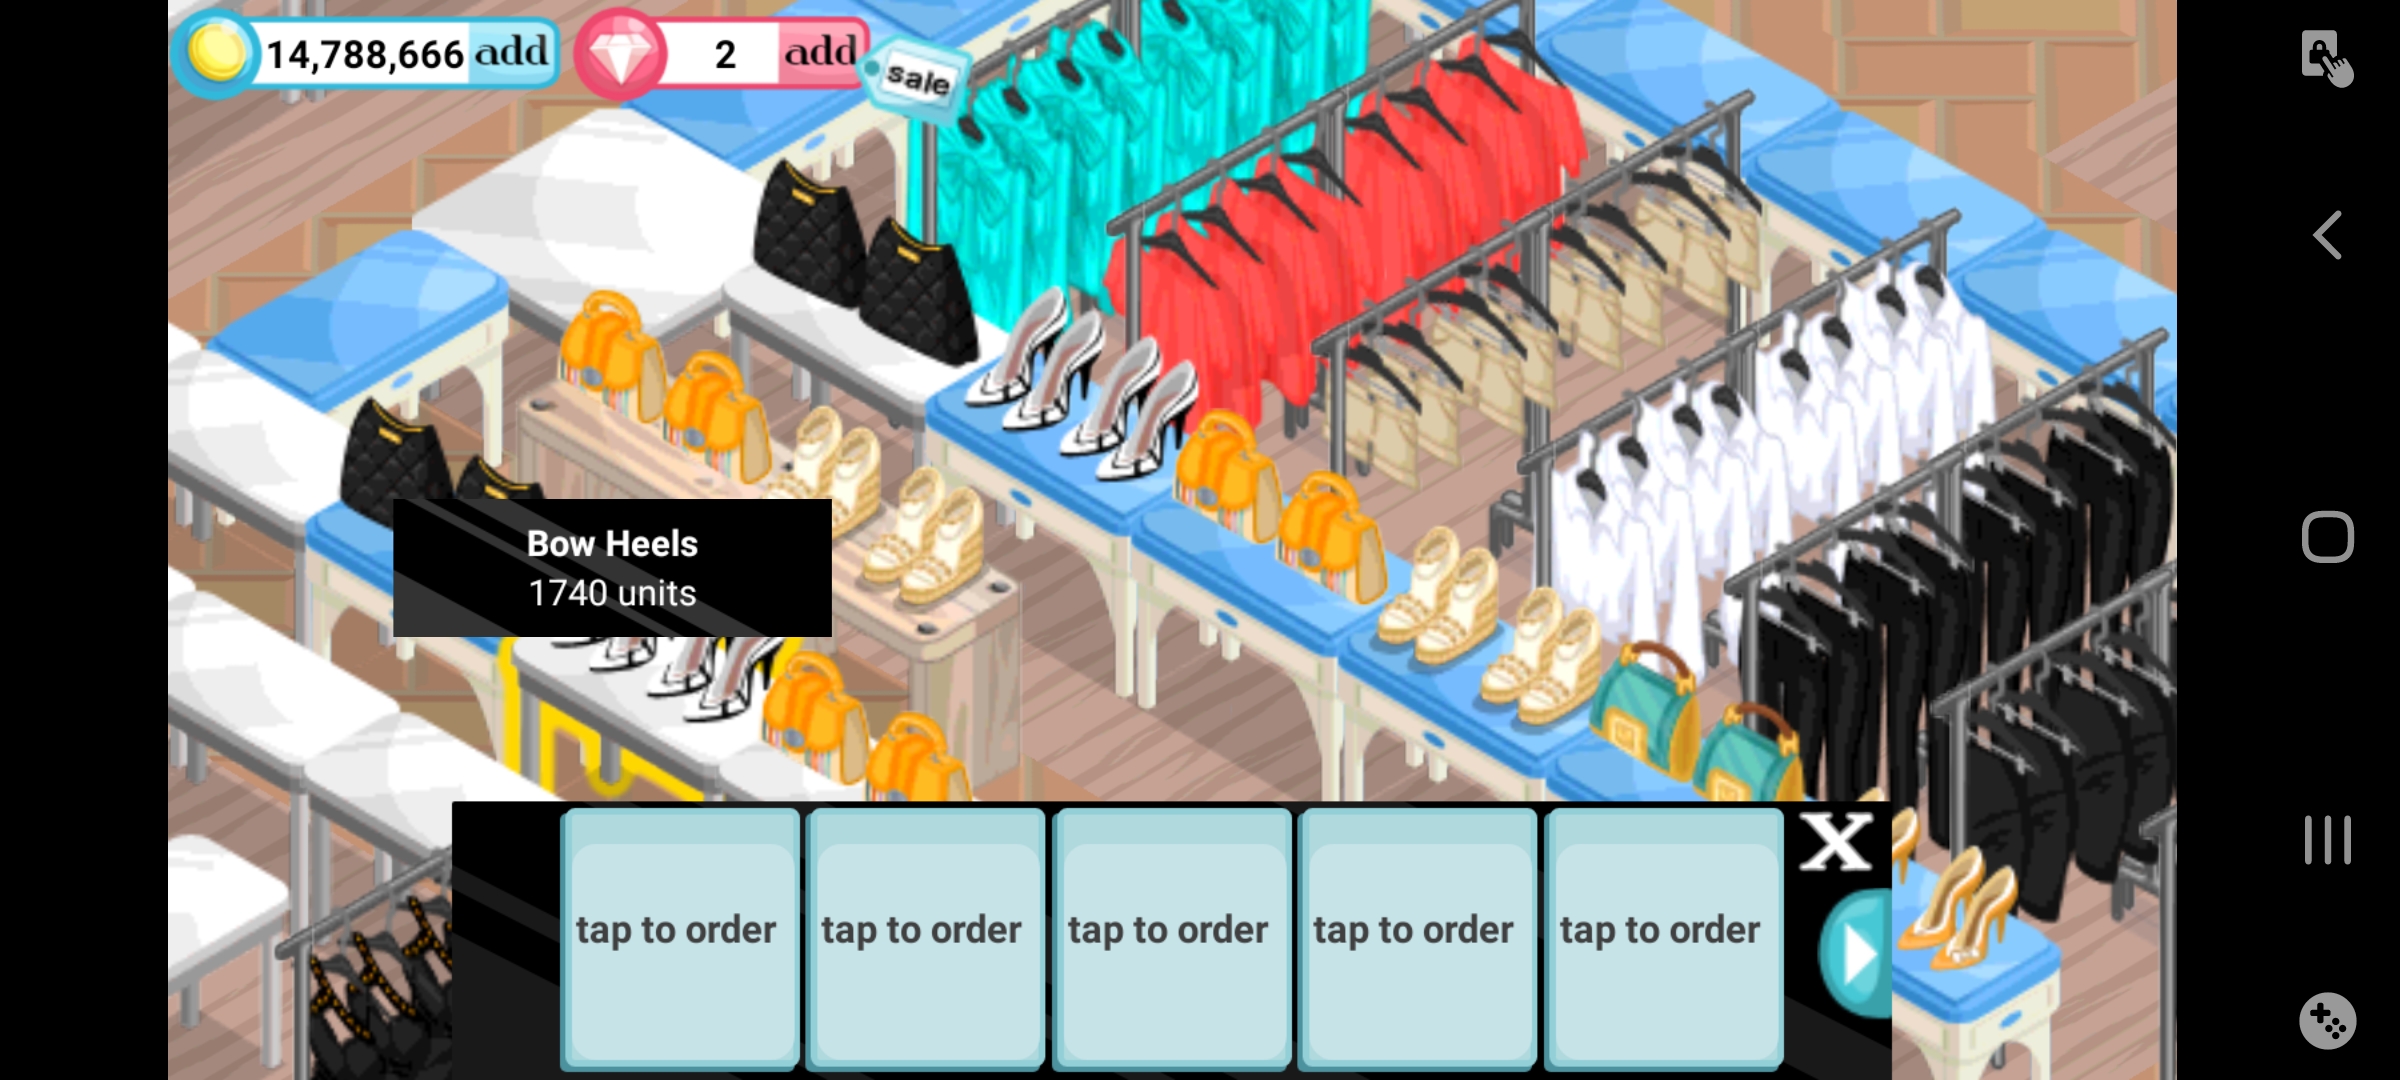 14,788,666 add
2 add
sale
Bow Heels
1740 units
tap to order
tap to order
tap to order
tap to order
tap to order
X